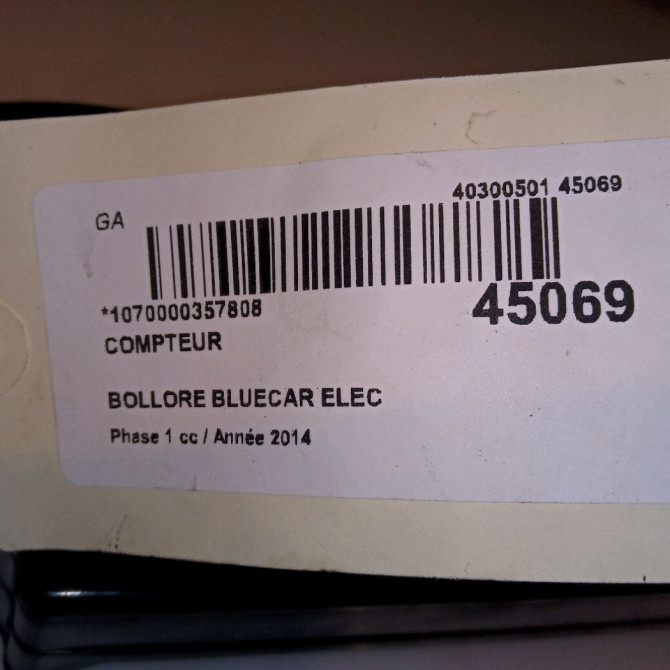 GA
40300501 45069
*1070000357808
45069
COMPTEUR
BOLLORE BLUECAR ELEC
Phase 1 cc / Année 2014